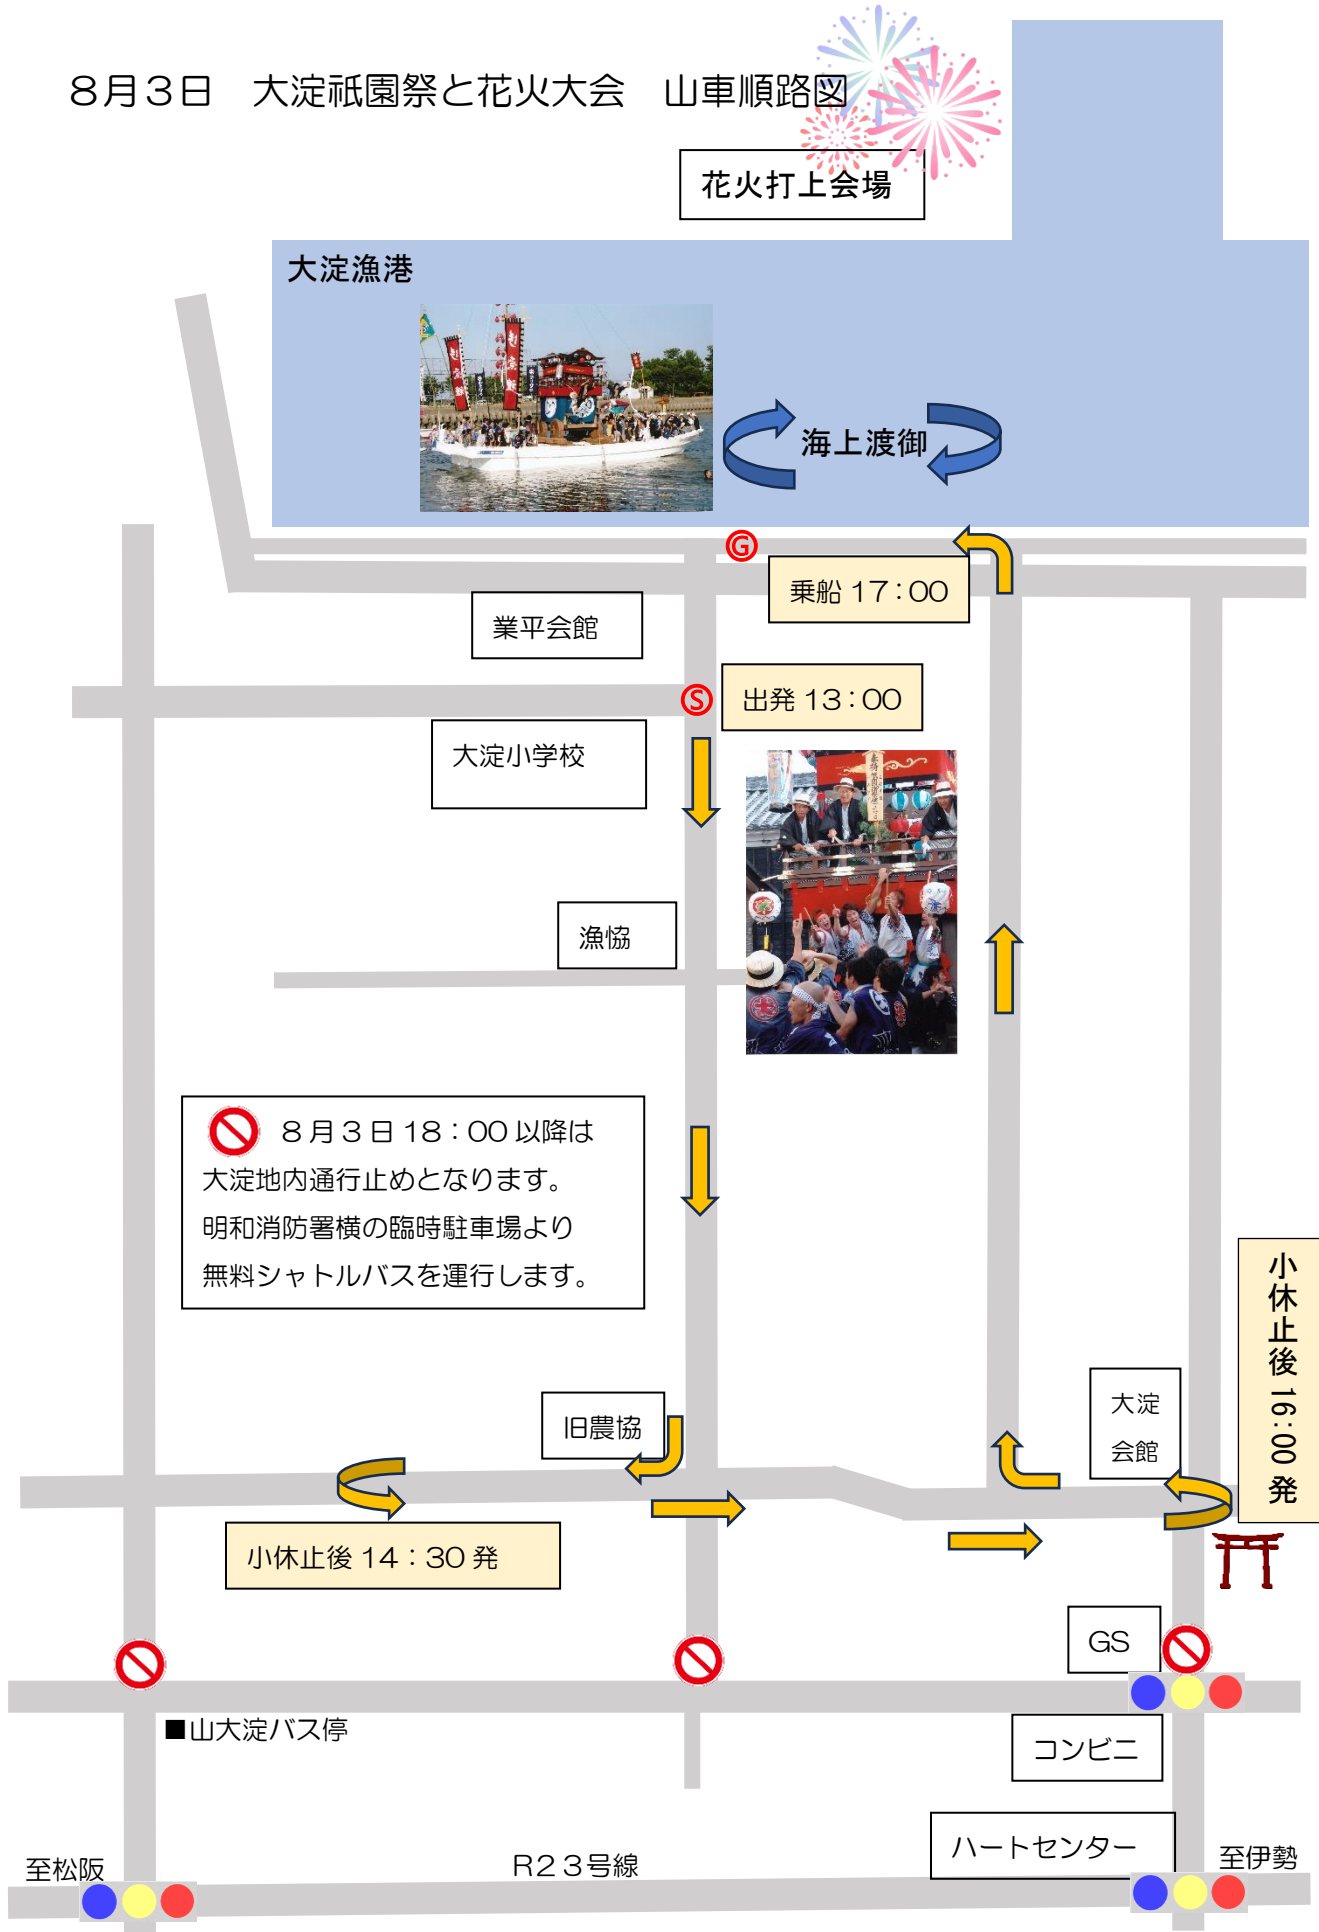 8月3日　大淀祇園祭と花火大会　山車順路図
花火打上会場
大淀漁港
海上渡御
G
乗船 17：00
業平会館
S
出発 13：00
大淀小学校
漁協
8月3日 18：00 以降は
大淀地内通行止めとなります。
明和消防署横の臨時駐車場より
無料シャトルバスを運行します。
小休止後 16:00 発
大淀
会館
旧農協
小休止後 14：30 発
GS
■山大淀バス停
コンビニ
ハートセンター
至松阪
R23号線
至伊勢